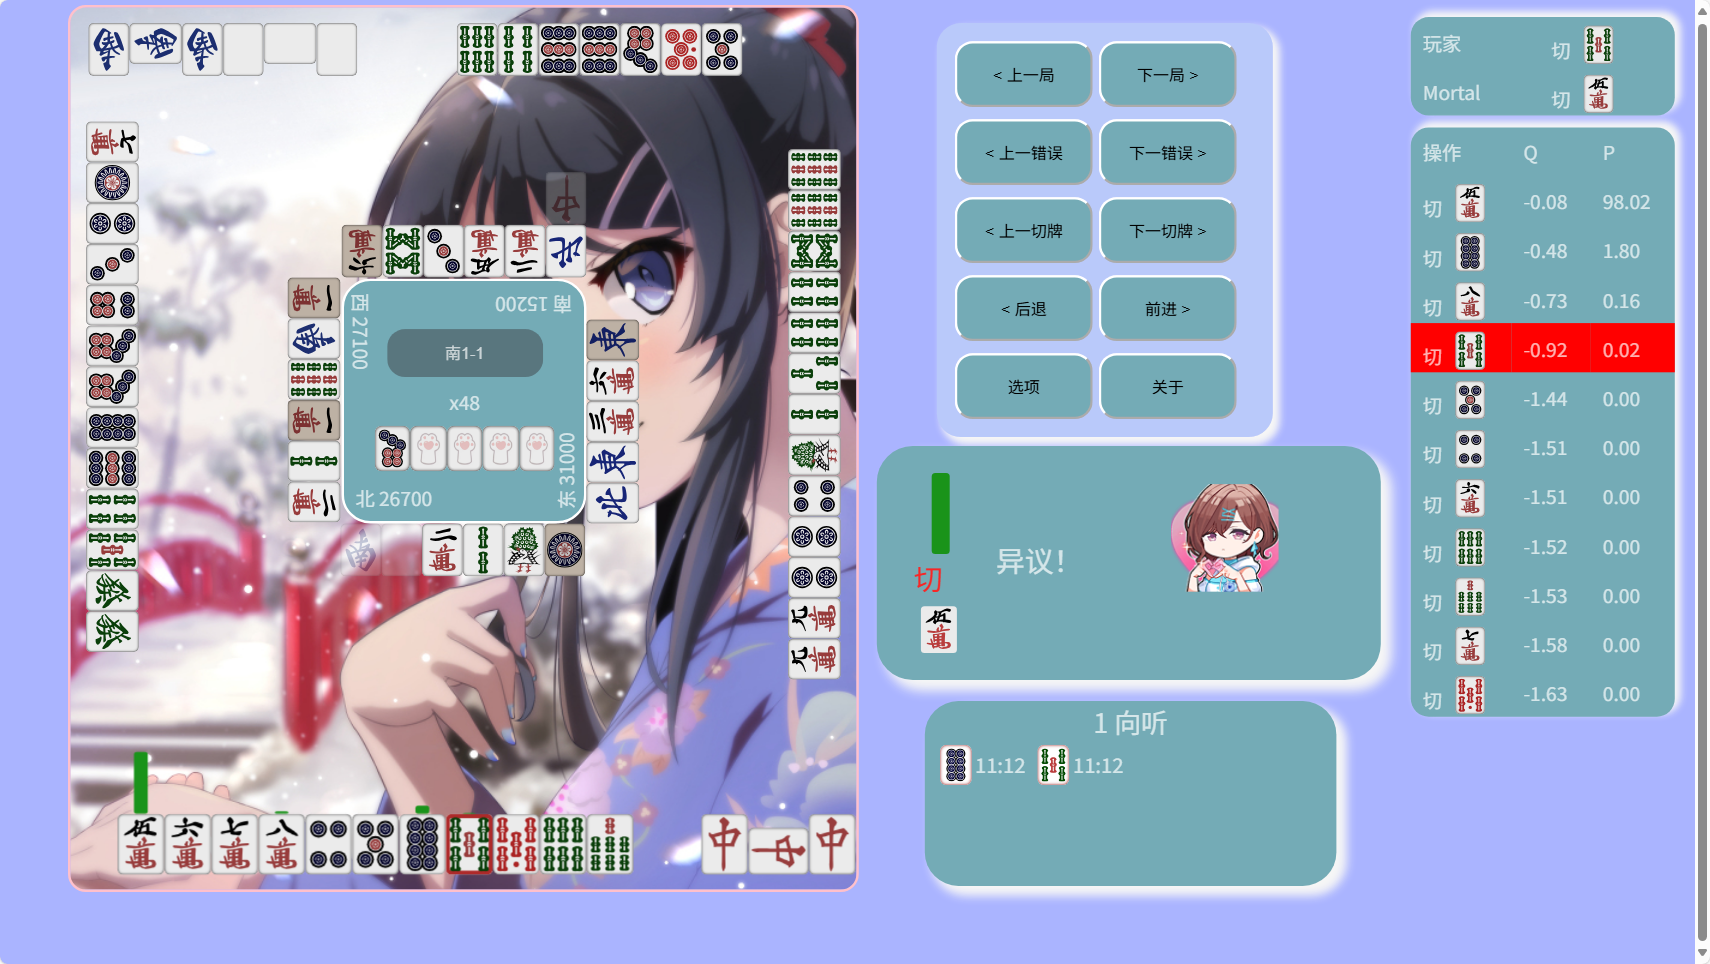 西 27100
南 15200
南1-1
x48
北 26700
东 31000
< 上一局
下一局 >
< 上一错误
下一错误 >
< 上一切牌
下一切牌 >
< 后退
前进 >
选项
关于
切
异议!
1 向听
11:12 11:12
玩家 切
Mortal 切
操作 Q P
切 -0.08 98.02
切 -0.48 1.80
切 -0.73 0.16
切 -0.92 0.02
切 -1.44 0.00
切 -1.51 0.00
切 -1.51 0.00
切 -1.52 0.00
切 -1.53 0.00
切 -1.58 0.00
切 -1.63 0.00